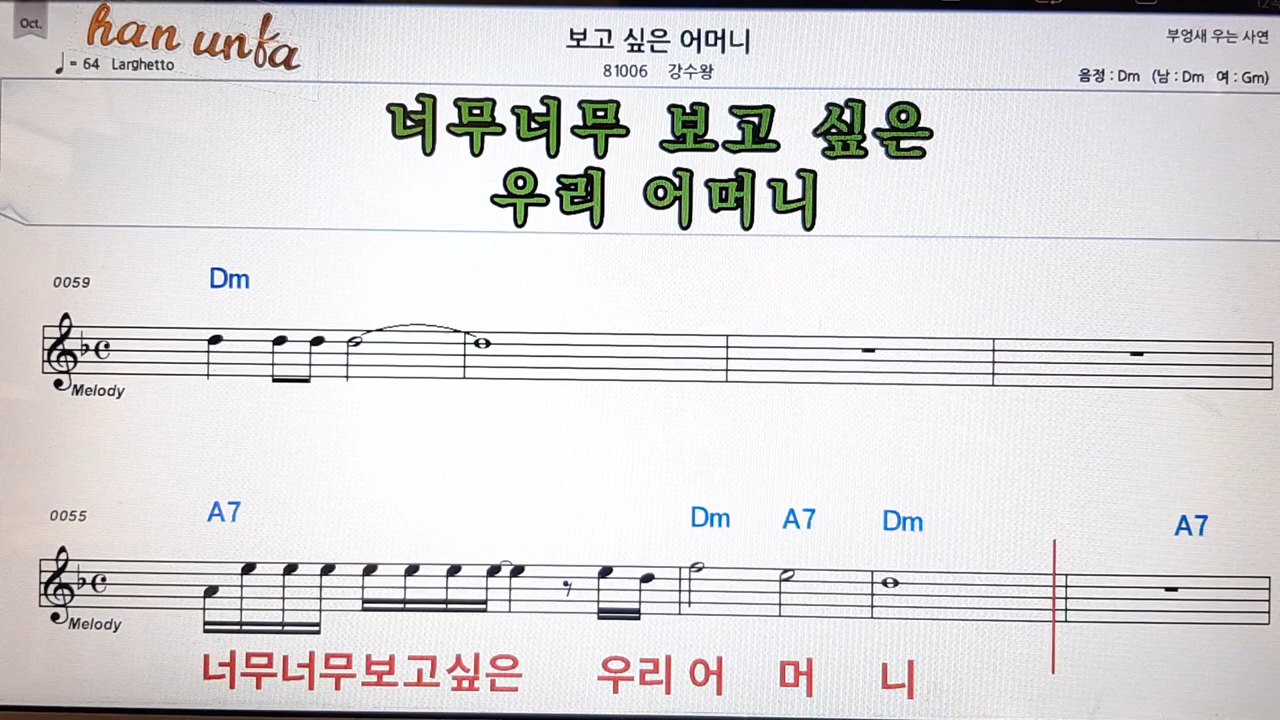 Oct.
han unfa
보고 싶은 어머니
부엉새 우는 사연
= 64 Larghetto
81006 강수왕
음정 : Dm (남 : Dm 여 : Gm)
너무너무 보고 싶은
우리 어머니
0059
Dm
Melody
0055
A7 Dm A7 Dm A7
Melody
너무너무보고싶은 우리 어 머 니